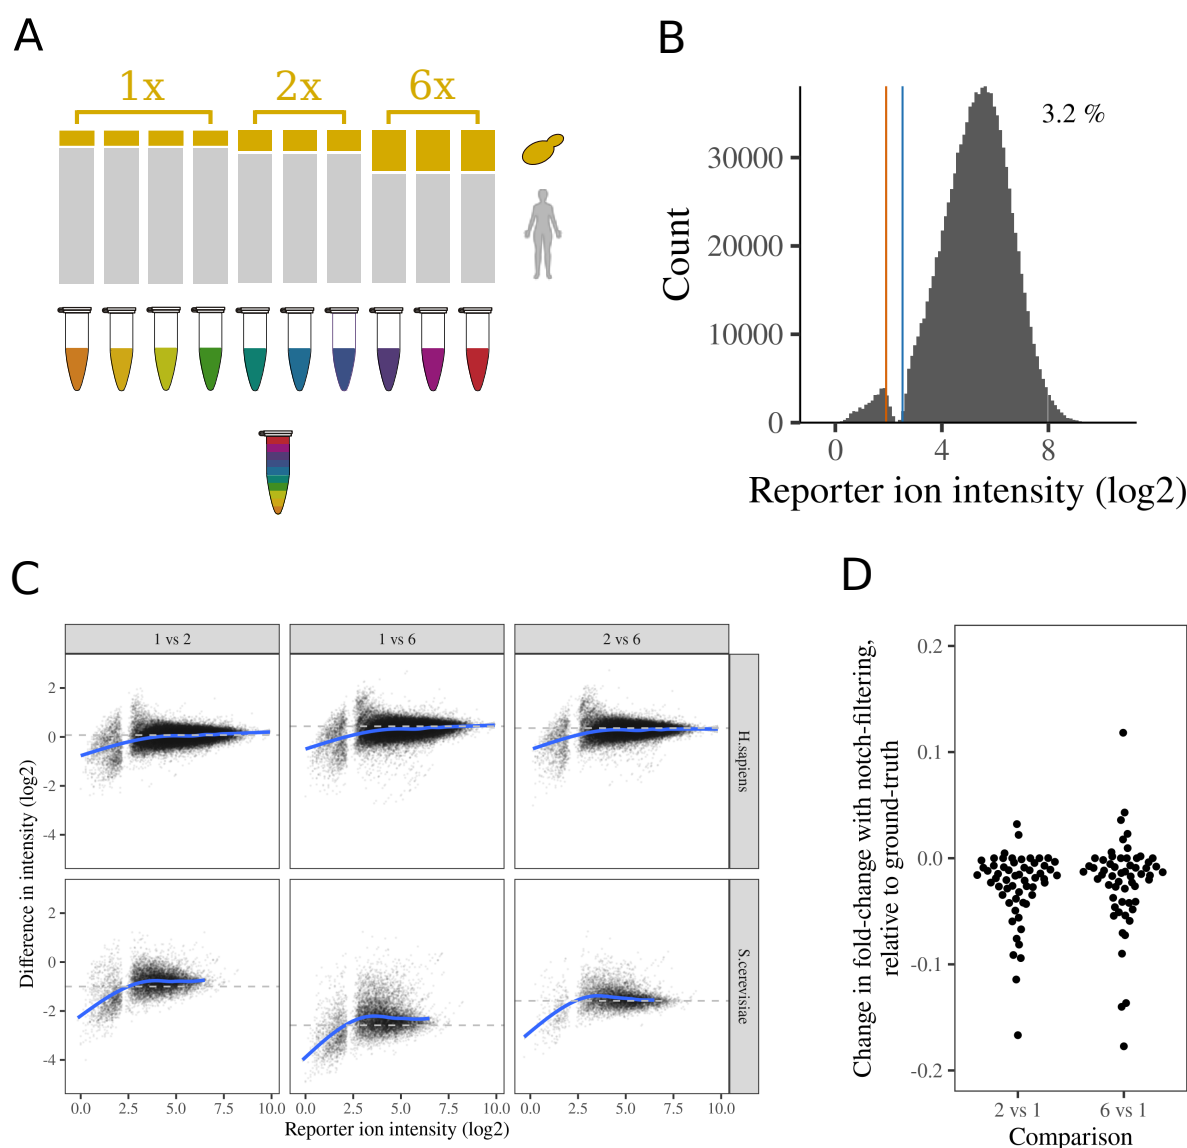 A
1x 2x 6x
B
3.2 %
30000
20000
10000
0
Count
0 4 8
Reporter ion intensity (log2)
C
1 vs 2 1 vs 6 2 vs 6
2
0
-2
-4
H.sapiens
2
0
-2
-4
S.cerevisiae
Difference in intensity (log2)
0.0 2.5 5.0 7.5 10.0 0.0 2.5 5.0 7.5 10.0 0.0 2.5 5.0 7.5 10.0
Reporter ion intensity (log2)
D
Change in fold-change with notch-filtering,
relative to ground-truth
0.2
0.1
0.0
-0.1
-0.2
2 vs 1 6 vs 1
Comparison